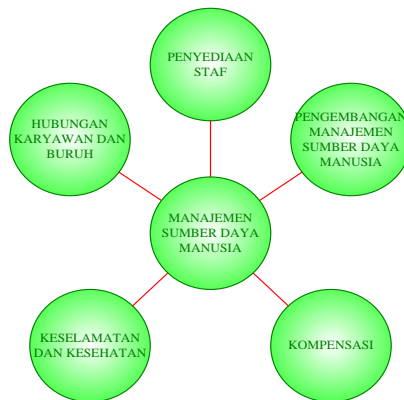 PENYEDIAAN
STAF
HUBUNGAN
KARYAWAN DAN
BURUH
PENGEMBANGAN
MANAJEMEN
SUMBER DAYA
MANUSIA
MANAJEMEN
SUMBER DAYA
MANUSIA
KESELAMATAN
DAN KESEHATAN
KOMPENSASI